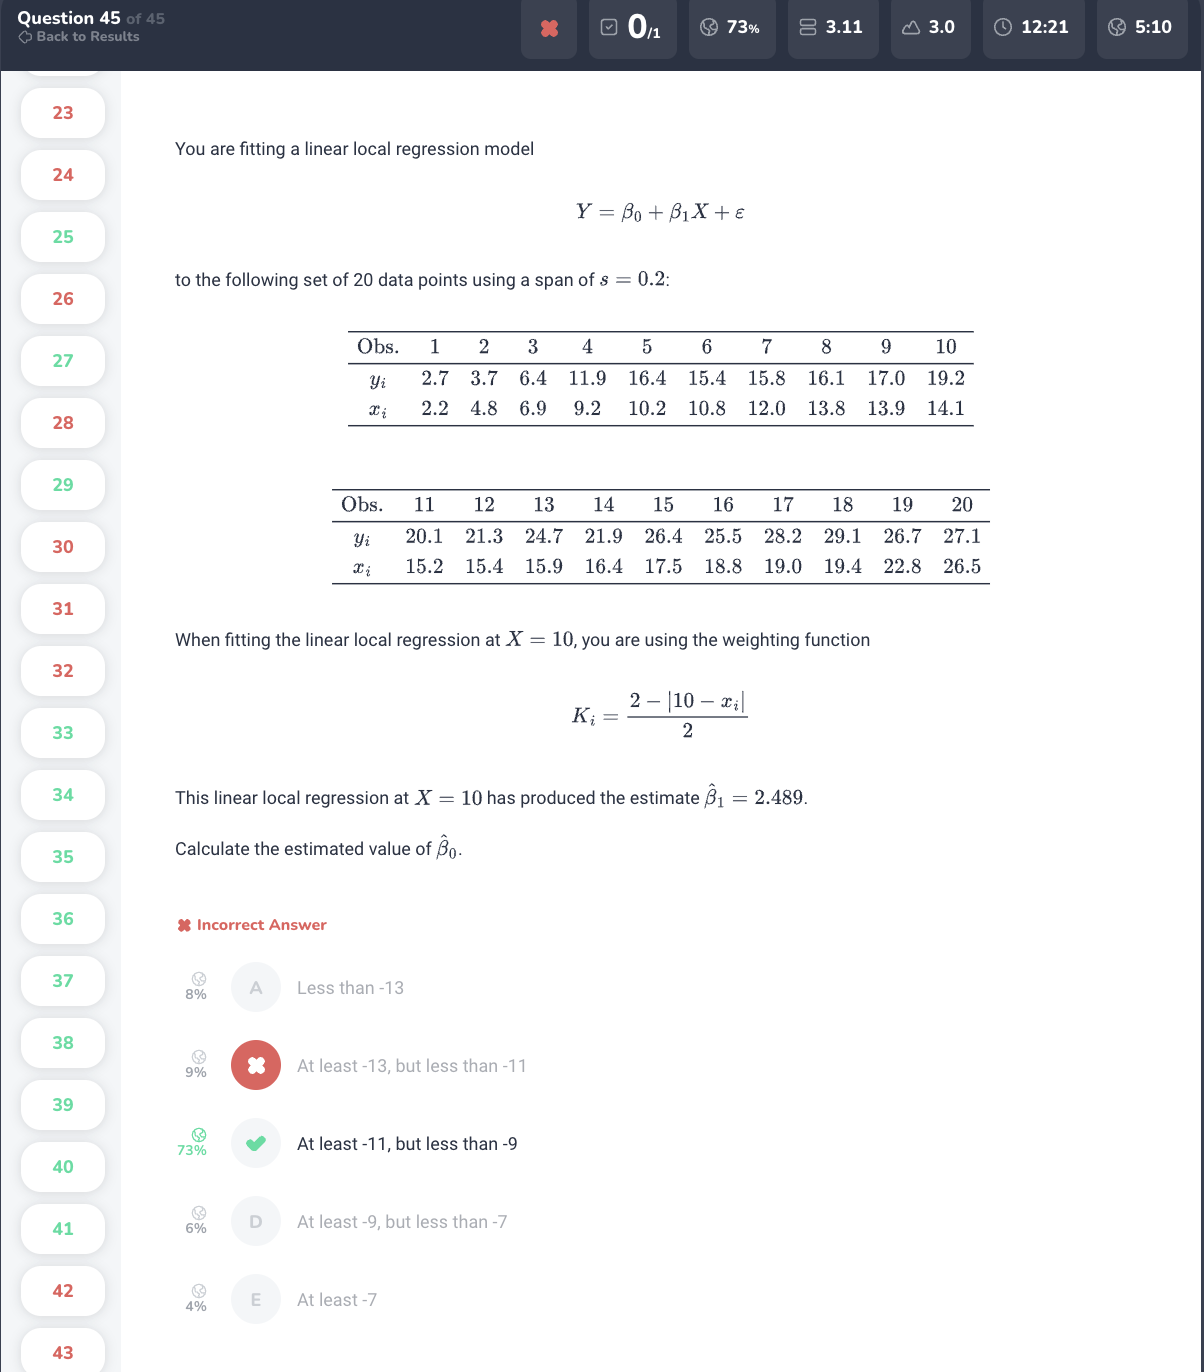 Question 45 of 45
Back to Results
0/1
73%
3.11
3.0
12:21
5:10
23
24
25
26
27
28
29
30
31
32
33
34
35
36
37
38
39
40
41
42
43
You are fitting a linear local regression model
Y = β₀ + β₁X + ε
to the following set of 20 data points using a span of s = 0.2:
Obs. 1 2 3 4 5 6 7 8 9 10
yᵢ 2.7 3.7 6.4 11.9 16.4 15.4 15.8 16.1 17.0 19.2
xᵢ 2.2 4.8 6.9 9.2 10.2 10.8 12.0 13.8 13.9 14.1
Obs. 11 12 13 14 15 16 17 18 19 20
yᵢ 20.1 21.3 24.7 21.9 26.4 25.5 28.2 29.1 26.7 27.1
xᵢ 15.2 15.4 15.9 16.4 17.5 18.8 19.0 19.4 22.8 26.5
When fitting the linear local regression at X = 10, you are using the weighting function
Kᵢ = (2 − |10 − xᵢ|) / 2
This linear local regression at X = 10 has produced the estimate β̂₁ = 2.489.
Calculate the estimated value of β̂₀.
Incorrect Answer
8% A Less than -13
9% At least -13, but less than -11
73% At least -11, but less than -9
6% D At least -9, but less than -7
4% E At least -7